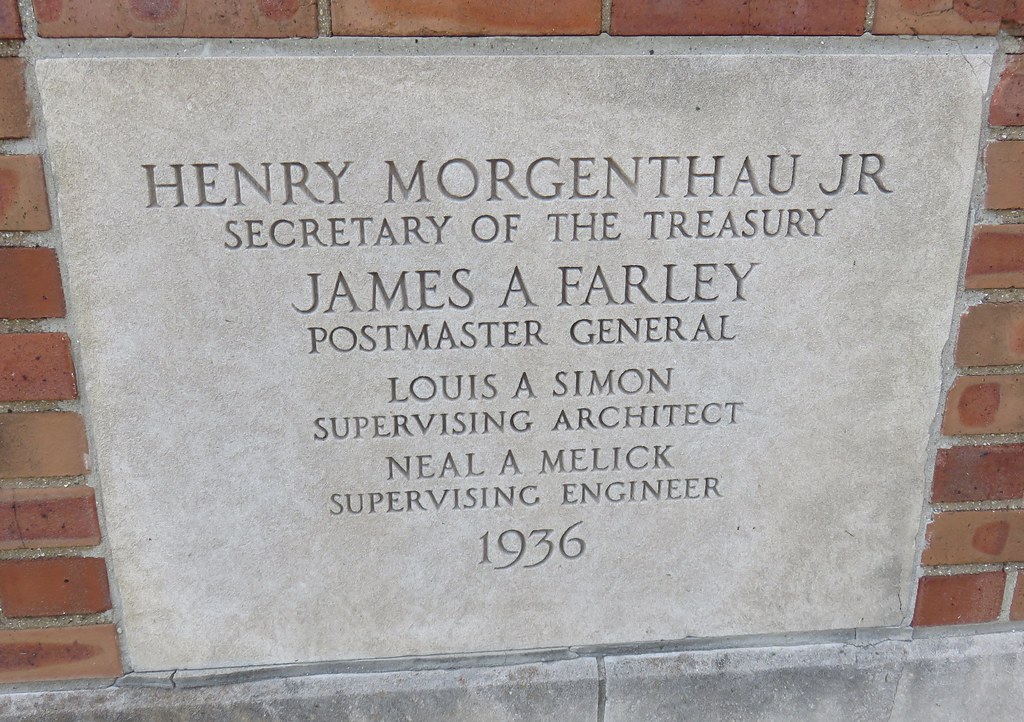 HENRY MORGENTHAU JR
SECRETARY OF THE TREASURY
JAMES A FARLEY
POSTMASTER GENERAL
LOUIS A SIMON
SUPERVISING ARCHITECT
NEAL A MELICK
SUPERVISING ENGINEER
1936